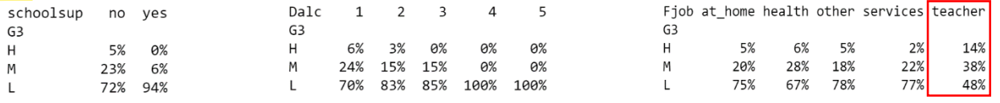 schoolsup no yes
G3
H 5% 0%
M 23% 6%
L 72% 94%
Dalc 1 2 3 4 5
G3
H 6% 3% 0% 0% 0%
M 24% 15% 15% 0% 0%
L 70% 83% 85% 100% 100%
Fjob at_home health other services teacher
G3
H 5% 6% 5% 2% 14%
M 20% 28% 18% 22% 38%
L 75% 67% 78% 77% 48%